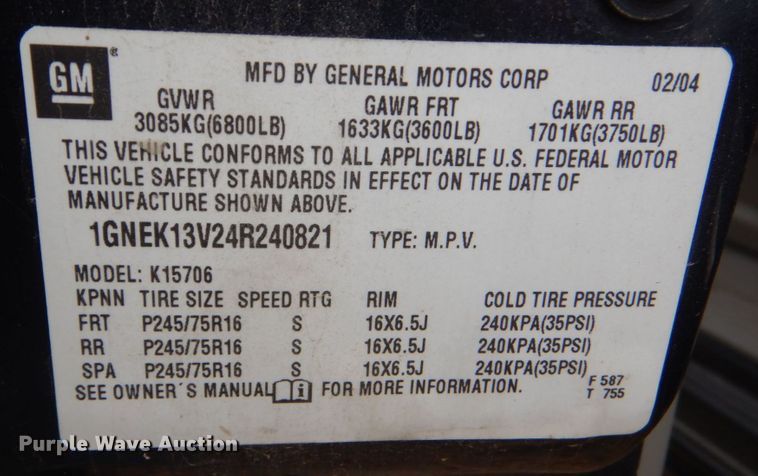 GM ®
MFD BY GENERAL MOTORS CORP 02/04
GVWR GAWR FRT GAWR RR
3085KG(6800LB) 1633KG(3600LB) 1701KG(3750LB)
THIS VEHICLE CONFORMS TO ALL APPLICABLE U.S. FEDERAL MOTOR
VEHICLE SAFETY STANDARDS IN EFFECT ON THE DATE OF
MANUFACTURE SHOWN ABOVE.
1GNEK13V24R240821 TYPE: M.P.V.
MODEL: K15706
KPNN TIRE SIZE SPEED RTG RIM COLD TIRE PRESSURE
FRT P245/75R16 S 16X6.5J 240KPA(35PSI)
RR P245/75R16 S 16X6.5J 240KPA(35PSI)
SPA P245/75R16 S 16X6.5J 240KPA(35PSI)
SEE OWNER´S MANUAL i FOR MORE INFORMATION.
F 587
T 755
Purple Wave Auction